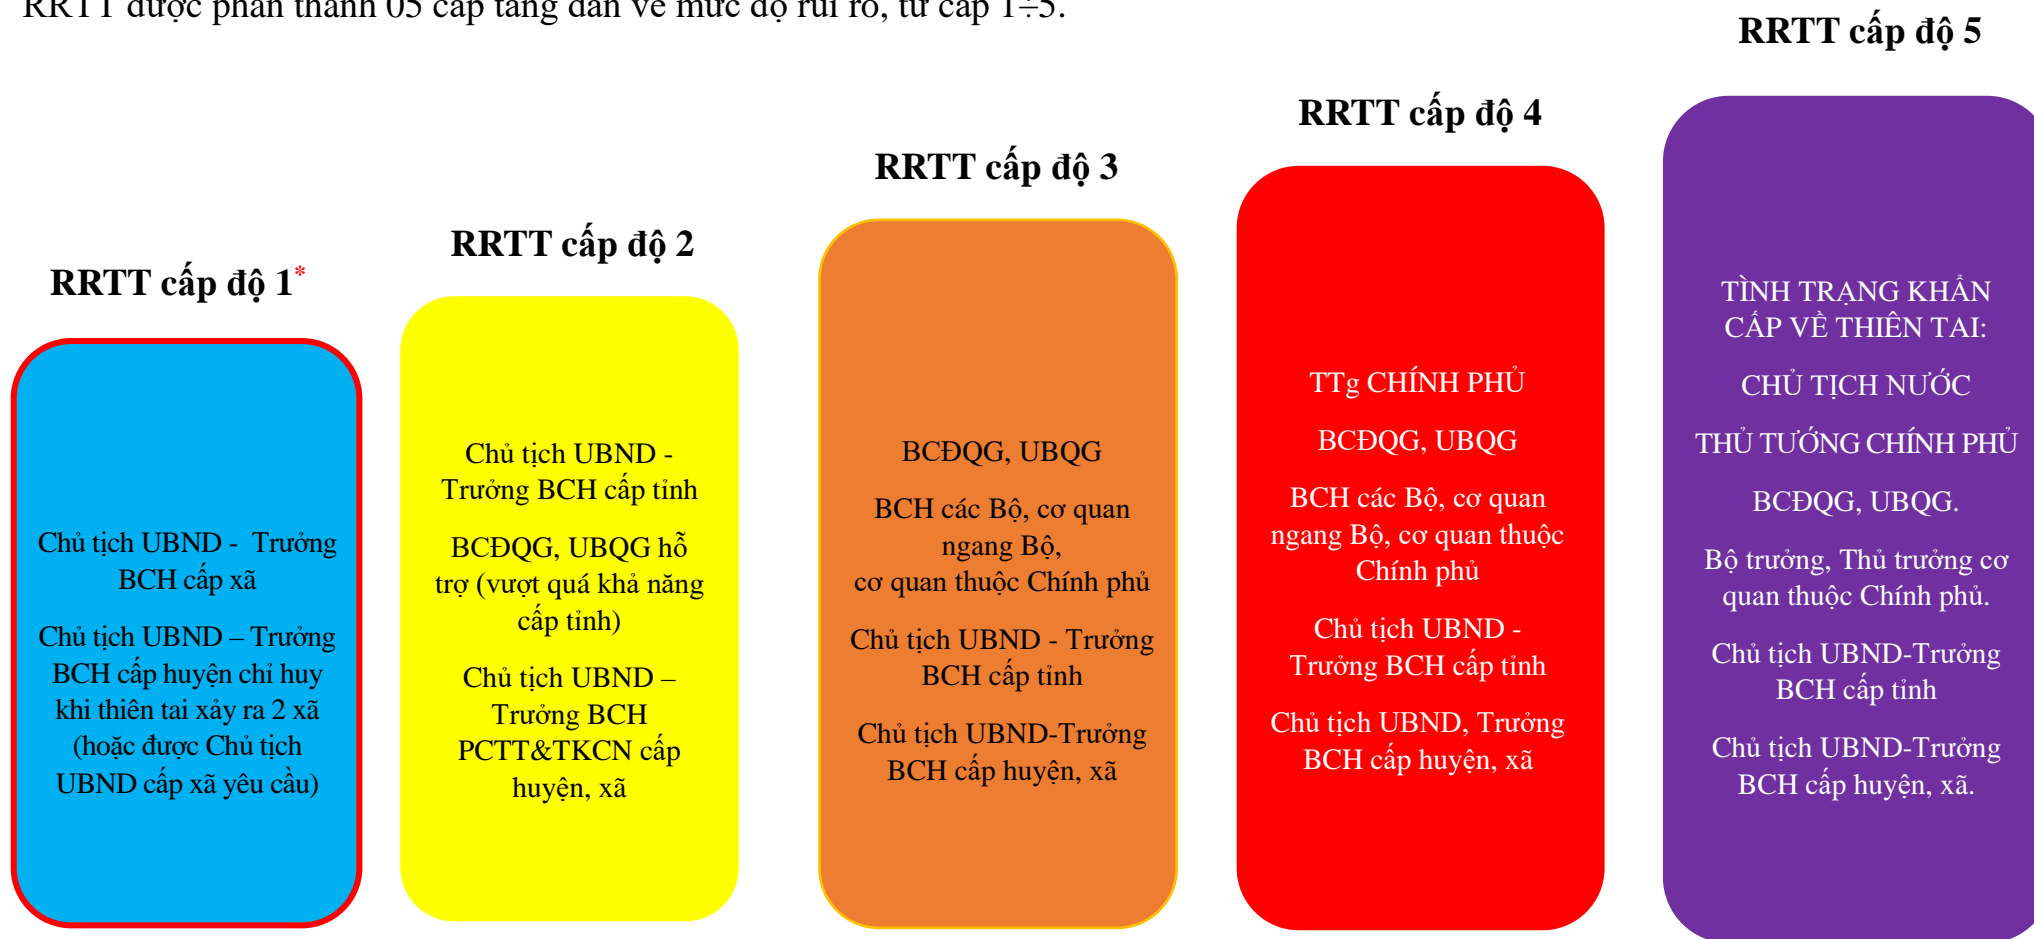 RRTT được phân thành 05 cấp tăng dần về mức độ rủi ro, từ cấp 1÷5.
RRTT cấp độ 1*
Chủ tịch UBND - Trưởng
BCH cấp xã
Chủ tịch UBND – Trưởng
BCH cấp huyện chỉ huy
khi thiên tai xảy ra 2 xã
(hoặc được Chủ tịch
UBND cấp xã yêu cầu)
RRTT cấp độ 2
Chủ tịch UBND -
Trưởng BCH cấp tỉnh
BCĐQG, UBQG hỗ
trợ (vượt quá khả năng
cấp tỉnh)
Chủ tịch UBND –
Trưởng BCH
PCTT&TKCN cấp
huyện, xã
RRTT cấp độ 3
BCĐQG, UBQG
BCH các Bộ, cơ quan
ngang Bộ,
cơ quan thuộc Chính phủ
Chủ tịch UBND - Trưởng
BCH cấp tỉnh
Chủ tịch UBND-Trưởng
BCH cấp huyện, xã
RRTT cấp độ 4
TTg CHÍNH PHỦ
BCĐQG, UBQG
BCH các Bộ, cơ quan
ngang Bộ, cơ quan thuộc
Chính phủ
Chủ tịch UBND -
Trưởng BCH cấp tỉnh
Chủ tịch UBND, Trưởng
BCH cấp huyện, xã
RRTT cấp độ 5
TÌNH TRẠNG KHẨN
CẤP VỀ THIÊN TAI:
CHỦ TỊCH NƯỚC
THỦ TƯỚNG CHÍNH PHỦ
BCĐQG, UBQG.
Bộ trưởng, Thủ trưởng cơ
quan thuộc Chính phủ.
Chủ tịch UBND-Trưởng
BCH cấp tỉnh
Chủ tịch UBND-Trưởng
BCH cấp huyện, xã.